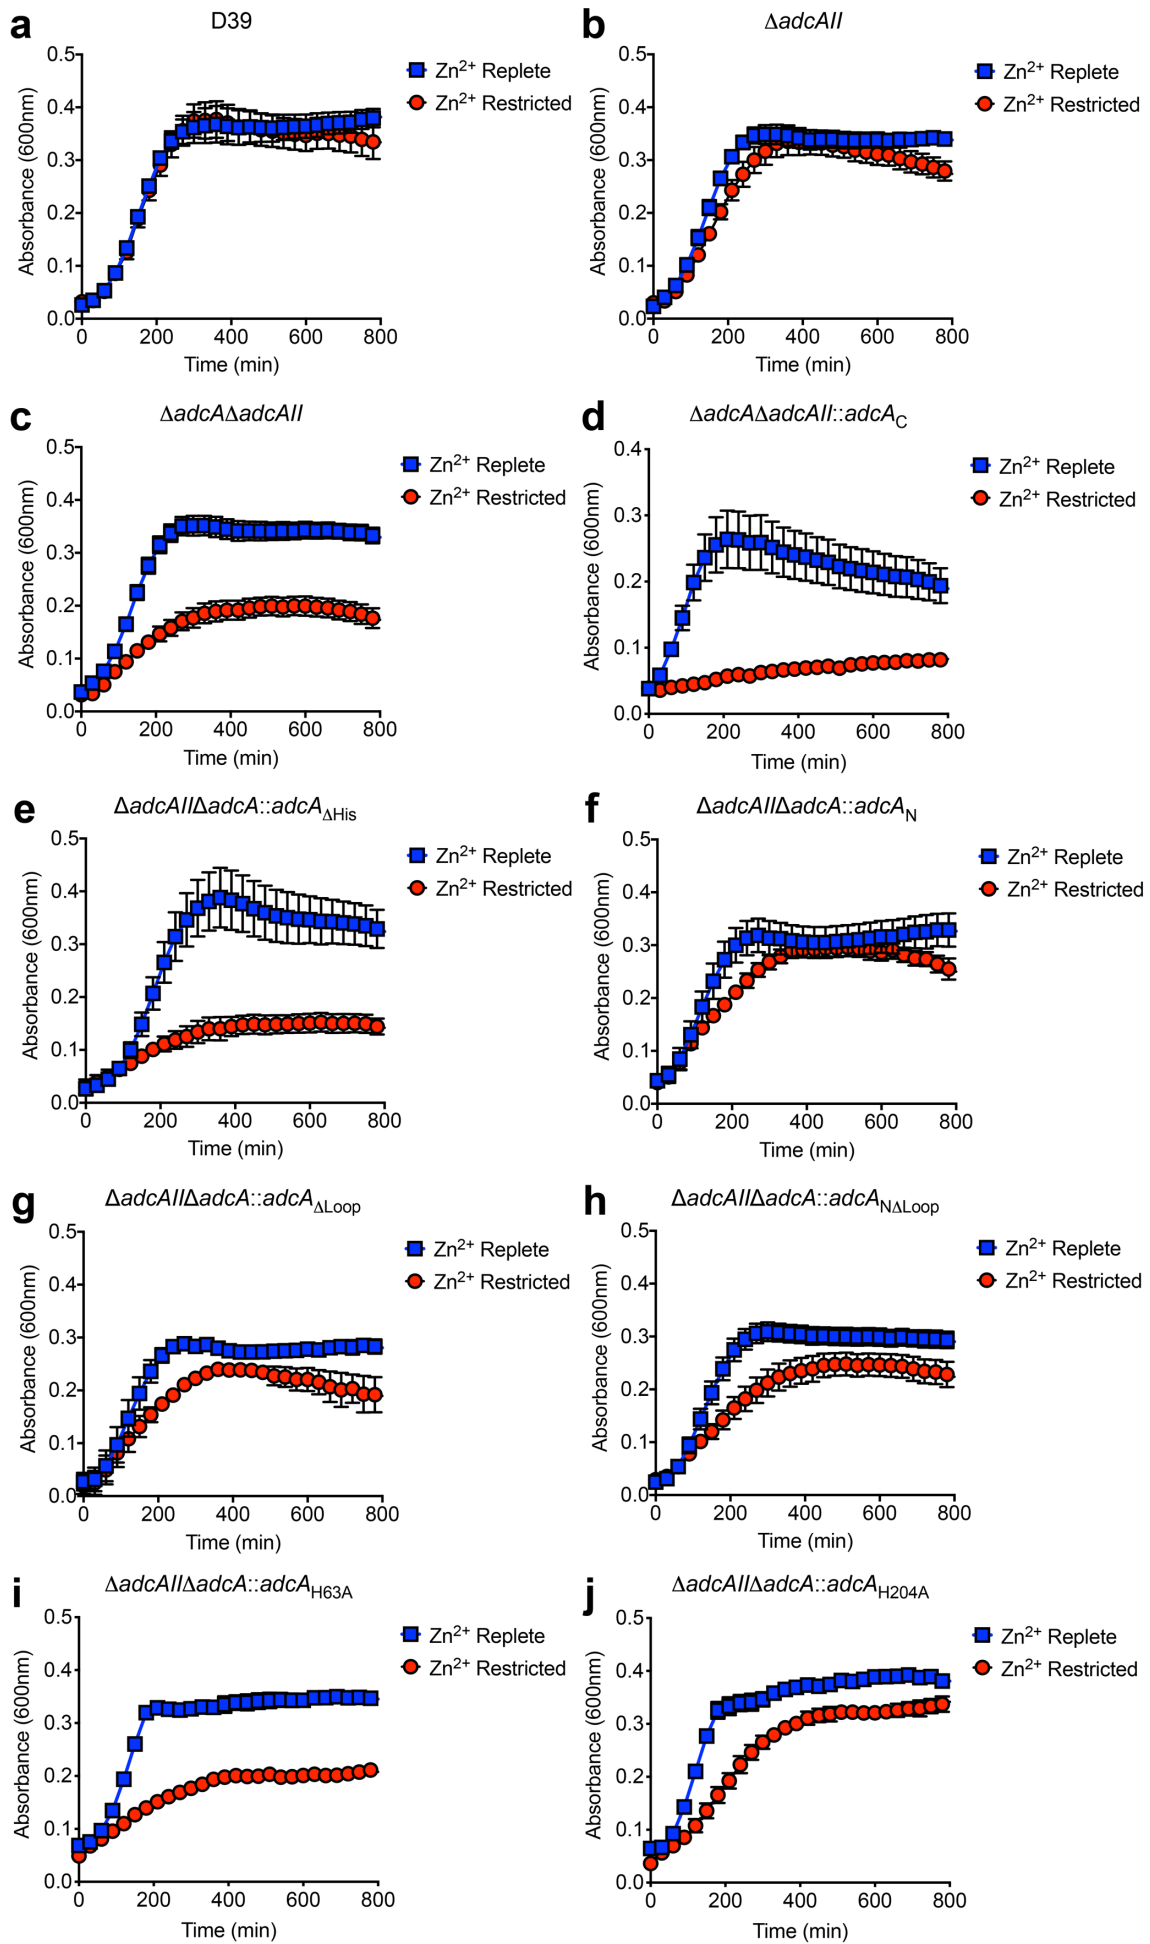 a
D39
Absorbance (600nm)
0.5
0.4
0.3
0.2
0.1
0.0
0 200 400 600 800
Time (min)
Zn²⁺ Replete
Zn²⁺ Restricted
b
ΔadcAII
Absorbance (600nm)
0.5
0.4
0.3
0.2
0.1
0.0
0 200 400 600 800
Time (min)
Zn²⁺ Replete
Zn²⁺ Restricted
c
ΔadcAΔadcAII
Absorbance (600nm)
0.5
0.4
0.3
0.2
0.1
0.0
0 200 400 600 800
Time (min)
Zn²⁺ Replete
Zn²⁺ Restricted
d
ΔadcAΔadcAII::adcA_C
Absorbance (600nm)
0.4
0.3
0.2
0.1
0.0
0 200 400 600 800
Time (min)
Zn²⁺ Replete
Zn²⁺ Restricted
e
ΔadcAIIΔadcA::adcA_ΔHis
Absorbance (600nm)
0.5
0.4
0.3
0.2
0.1
0.0
0 200 400 600 800
Time (min)
Zn²⁺ Replete
Zn²⁺ Restricted
f
ΔadcAIIΔadcA::adcA_N
Absorbance (600nm)
0.5
0.4
0.3
0.2
0.1
0.0
0 200 400 600 800
Time (min)
Zn²⁺ Replete
Zn²⁺ Restricted
g
ΔadcAIIΔadcA::adcA_ΔLoop
Absorbance (600nm)
0.5
0.4
0.3
0.2
0.1
0.0
0 200 400 600 800
Time (min)
Zn²⁺ Replete
Zn²⁺ Restricted
h
ΔadcAIIΔadcA::adcA_NΔLoop
Absorbance (600nm)
0.5
0.4
0.3
0.2
0.1
0.0
0 200 400 600 800
Time (min)
Zn²⁺ Replete
Zn²⁺ Restricted
i
ΔadcAIIΔadcA::adcA_H63A
Absorbance (600nm)
0.5
0.4
0.3
0.2
0.1
0.0
0 200 400 600 800
Time (min)
Zn²⁺ Replete
Zn²⁺ Restricted
j
ΔadcAIIΔadcA::adcA_H204A
Absorbance (600nm)
0.5
0.4
0.3
0.2
0.1
0.0
0 200 400 600 800
Time (min)
Zn²⁺ Replete
Zn²⁺ Restricted